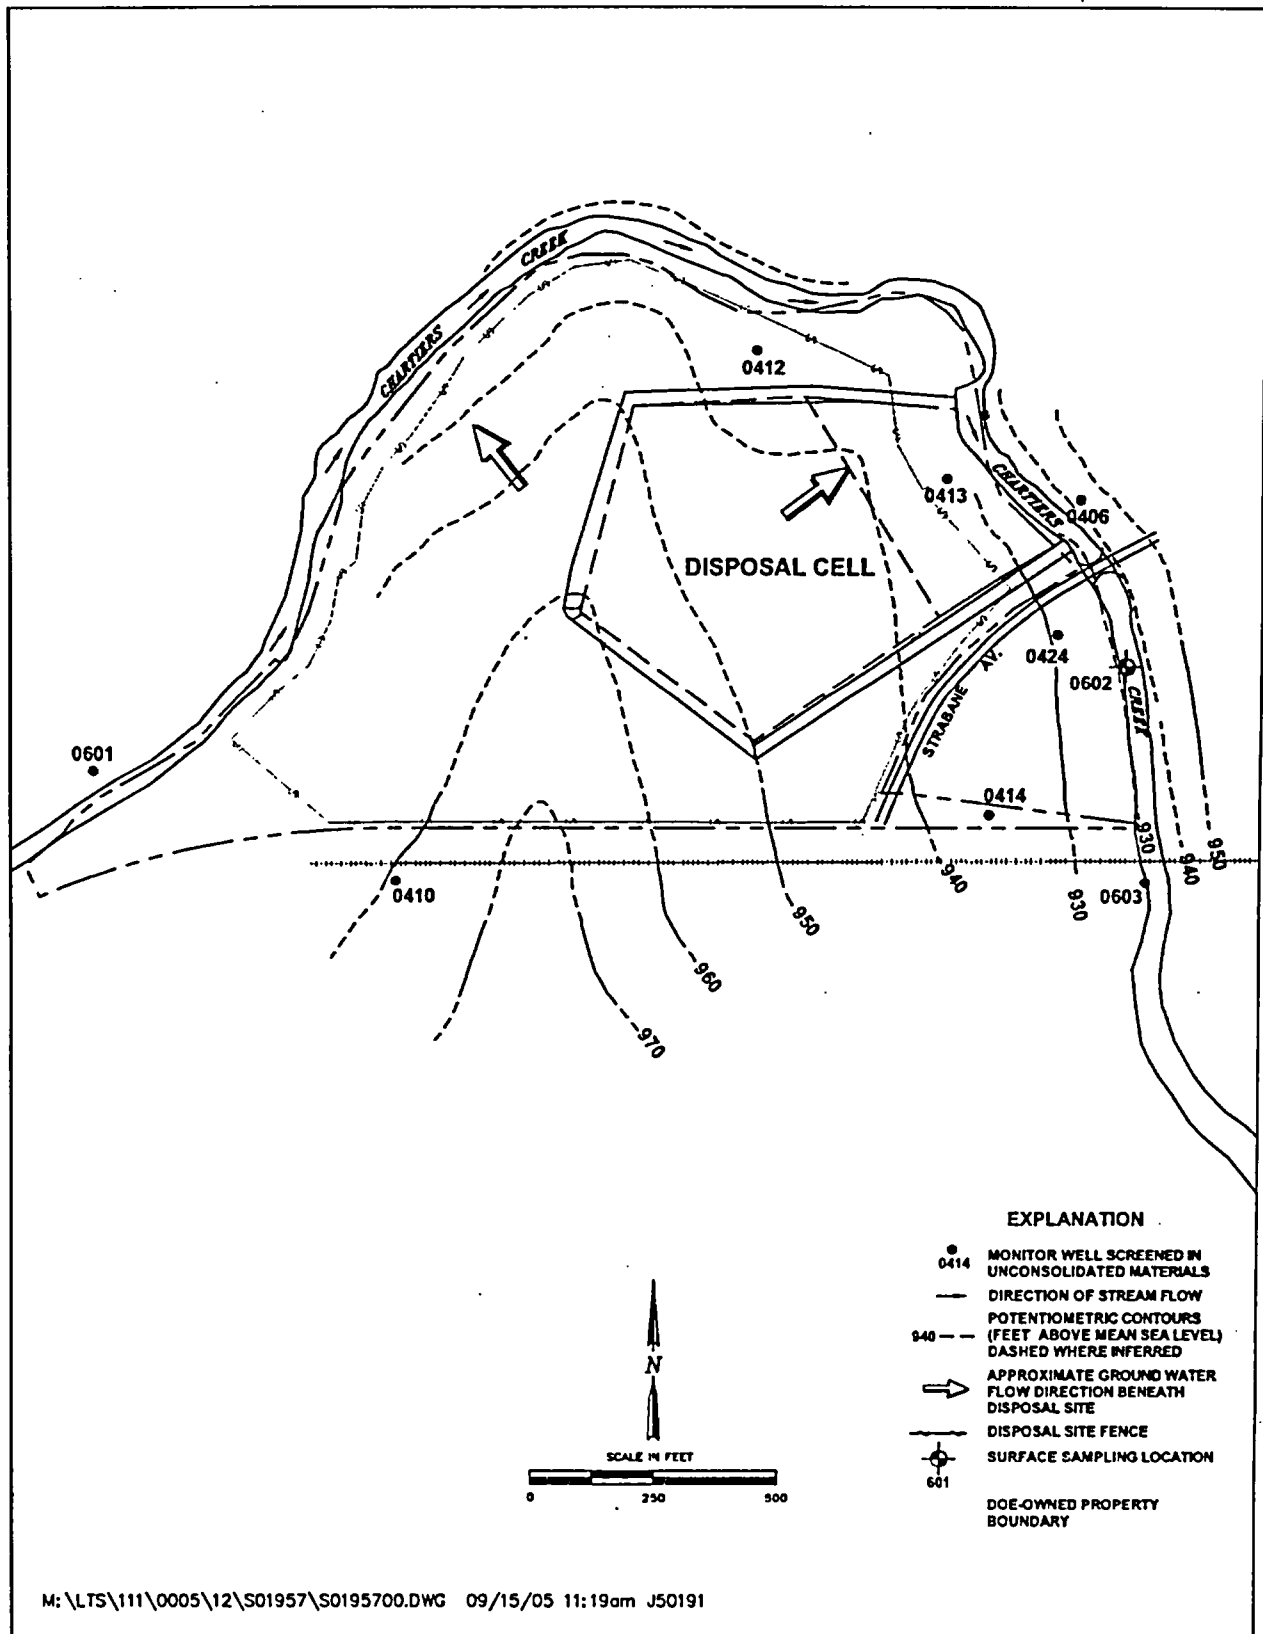 CREEK
CHARTIERS
0412
0413
CHARTIERS
0406
DISPOSAL CELL
0424
0602
CREEK
STRABANE AV.
0601
0414
0410
0603
930
940
950
940
930
950
960
970
EXPLANATION
0414
MONITOR WELL SCREENED IN
UNCONSOLIDATED MATERIALS
DIRECTION OF STREAM FLOW
POTENTIOMETRIC CONTOURS
940 (FEET ABOVE MEAN SEA LEVEL)
DASHED WHERE INFERRED
APPROXIMATE GROUND WATER
FLOW DIRECTION BENEATH
DISPOSAL SITE
DISPOSAL SITE FENCE
SURFACE SAMPLING LOCATION
601
DOE-OWNED PROPERTY
BOUNDARY
N
SCALE IN FEET
0 250 500
M:\LTS\111\0005\12\S01957\S0195700.DWG 09/15/05 11:19am J50191